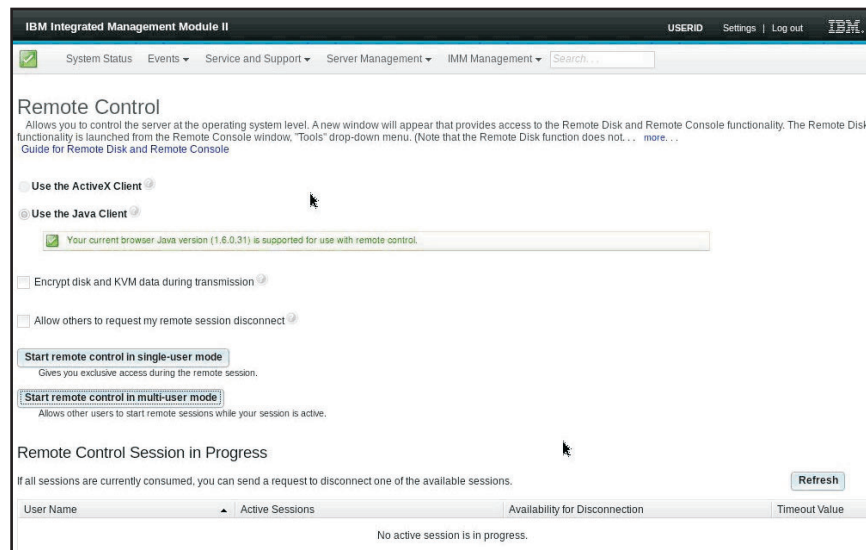 IBM Integrated Management Module II
USERID Settings | Log out IBM.
System Status Events Service and Support Server Management IMM Management Search...
Remote Control
Allows you to control the server at the operating system level. A new window will appear that provides access to the Remote Disk and Remote Console functionality. The Remote Disk
functionality is launched from the Remote Console window, "Tools" drop-down menu. (Note that the Remote Disk function does not. . . more. . .
Guide for Remote Disk and Remote Console
Use the ActiveX Client
Use the Java Client
Your current browser Java version (1.6.0.31) is supported for use with remote control.
Encrypt disk and KVM data during transmission
Allow others to request my remote session disconnect
Start remote control in single-user mode
Gives you exclusive access during the remote session.
Start remote control in multi-user mode
Allows other users to start remote sessions while your session is active.
Remote Control Session in Progress
If all sessions are currently consumed, you can send a request to disconnect one of the available sessions.
Refresh
User Name Active Sessions Availability for Disconnection Timeout Value
No active session is in progress.